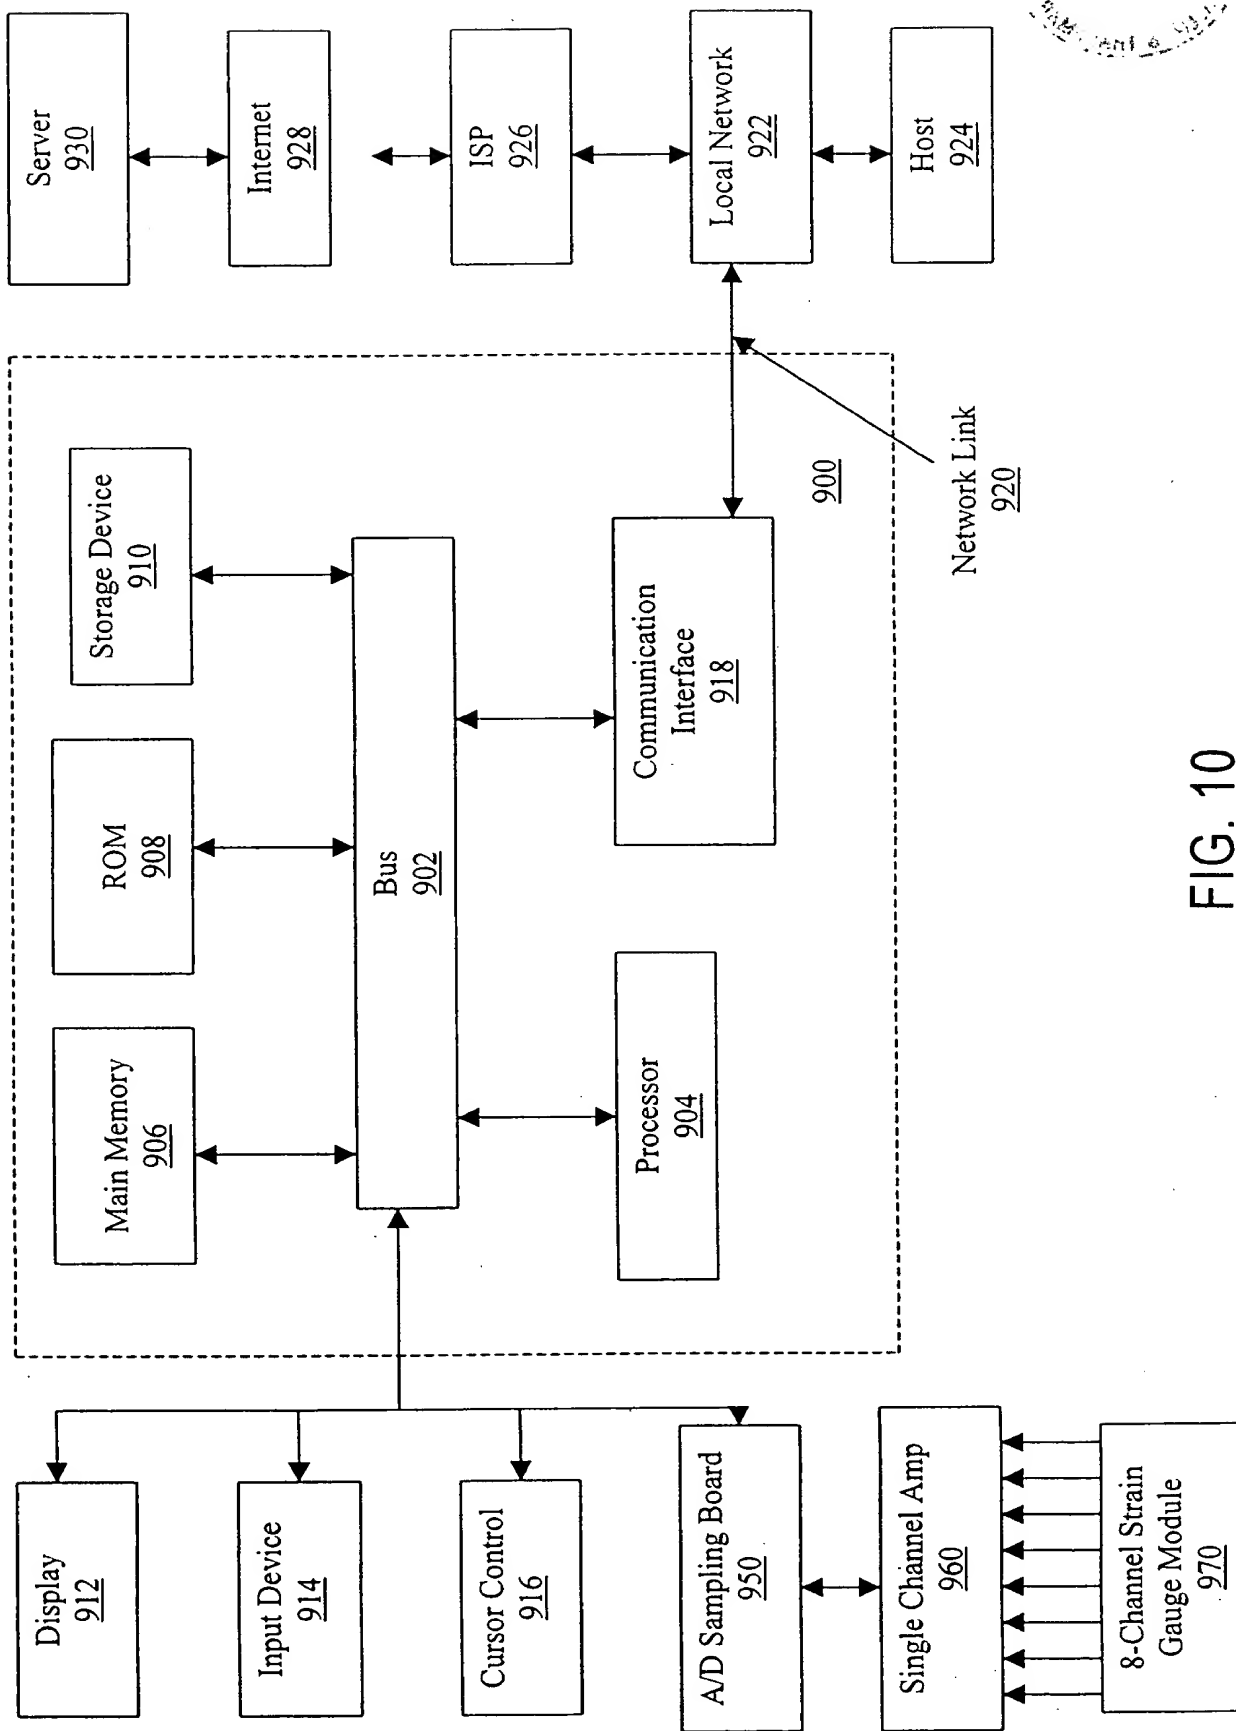 Display
912
Input Device
914
Cursor Control
916
A/D Sampling Board
950
Single Channel Amp
960
8-Channel Strain
Gauge Module
970
Main Memory
906
ROM
908
Storage Device
910
Bus
902
Processor
904
Communication
Interface
918
900
Network Link
920
Server
930
Internet
928
ISP
926
Local Network
922
Host
924
FIG. 10